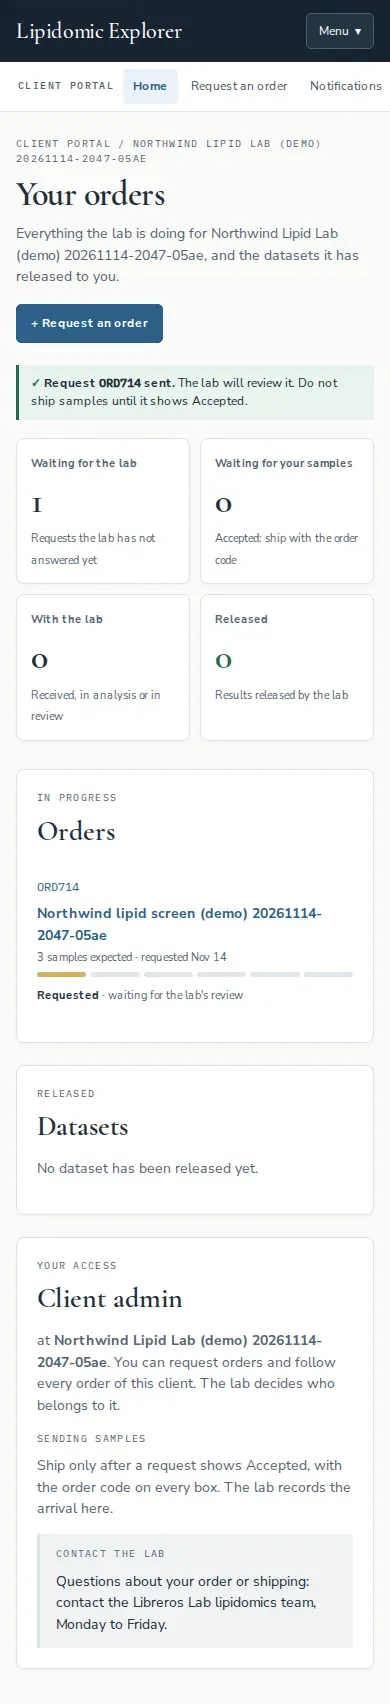 Lipidomic Explorer
Menu ▾
CLIENT PORTAL Home Request an order Notifications
CLIENT PORTAL / NORTHWIND LIPID LAB (DEMO)
20261114-2047-05AE
Your orders
Everything the lab is doing for Northwind Lipid Lab
(demo) 20261114-2047-05ae, and the datasets it has
released to you.
+ Request an order
✓ Request ORD714 sent. The lab will review it. Do not
ship samples until it shows Accepted.
Waiting for the lab
1
Requests the lab has not
answered yet
Waiting for your samples
0
Accepted: ship with the order
code
With the lab
0
Received, in analysis or in
review
Released
0
Results released by the lab
IN PROGRESS
Orders
ORD714
Northwind lipid screen (demo) 20261114-
2047-05ae
3 samples expected · requested Nov 14
Requested · waiting for the lab's review
RELEASED
Datasets
No dataset has been released yet.
YOUR ACCESS
Client admin
at Northwind Lipid Lab (demo) 20261114-
2047-05ae. You can request orders and follow
every order of this client. The lab decides who
belongs to it.
SENDING SAMPLES
Ship only after a request shows Accepted, with
the order code on every box. The lab records the
arrival here.
CONTACT THE LAB
Questions about your order or shipping:
contact the Libreros Lab lipidomics team,
Monday to Friday.